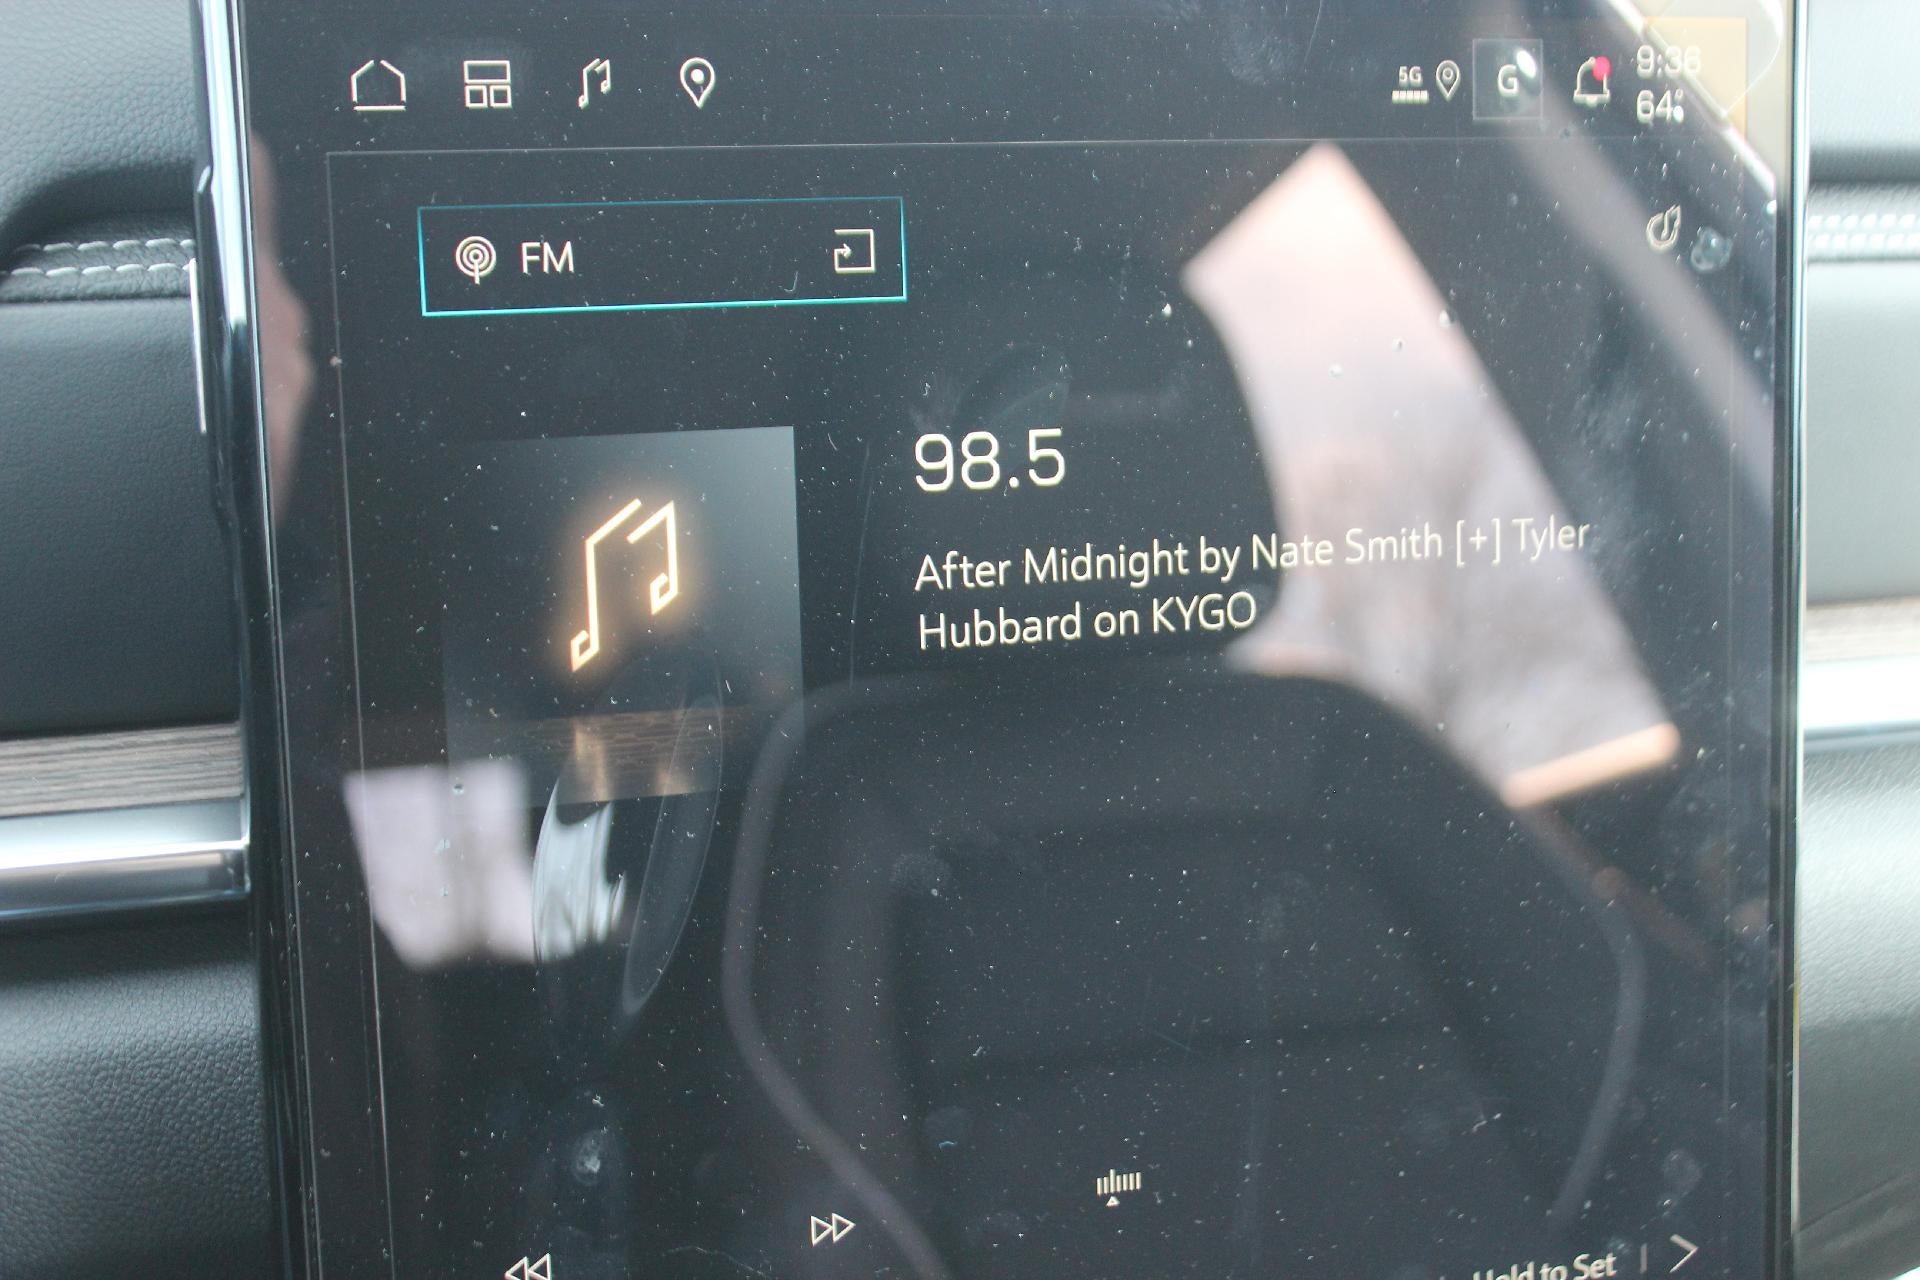 5G
G
9:36
64°
FM
98.5
After Midnight by Nate Smith [+] Tyler
Hubbard on KYGO
Hold to Set